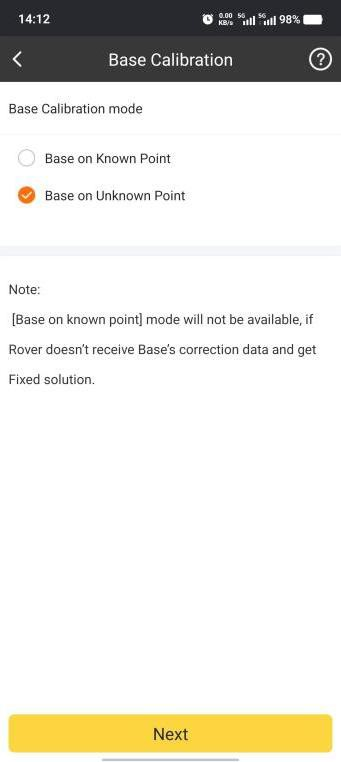 14:12
0.00 KB/s 5G 5G 98%
Base Calibration
?
Base Calibration mode
Base on Known Point
Base on Unknown Point
Note:
[Base on known point] mode will not be available, if
Rover doesn't receive Base's correction data and get
Fixed solution.
Next